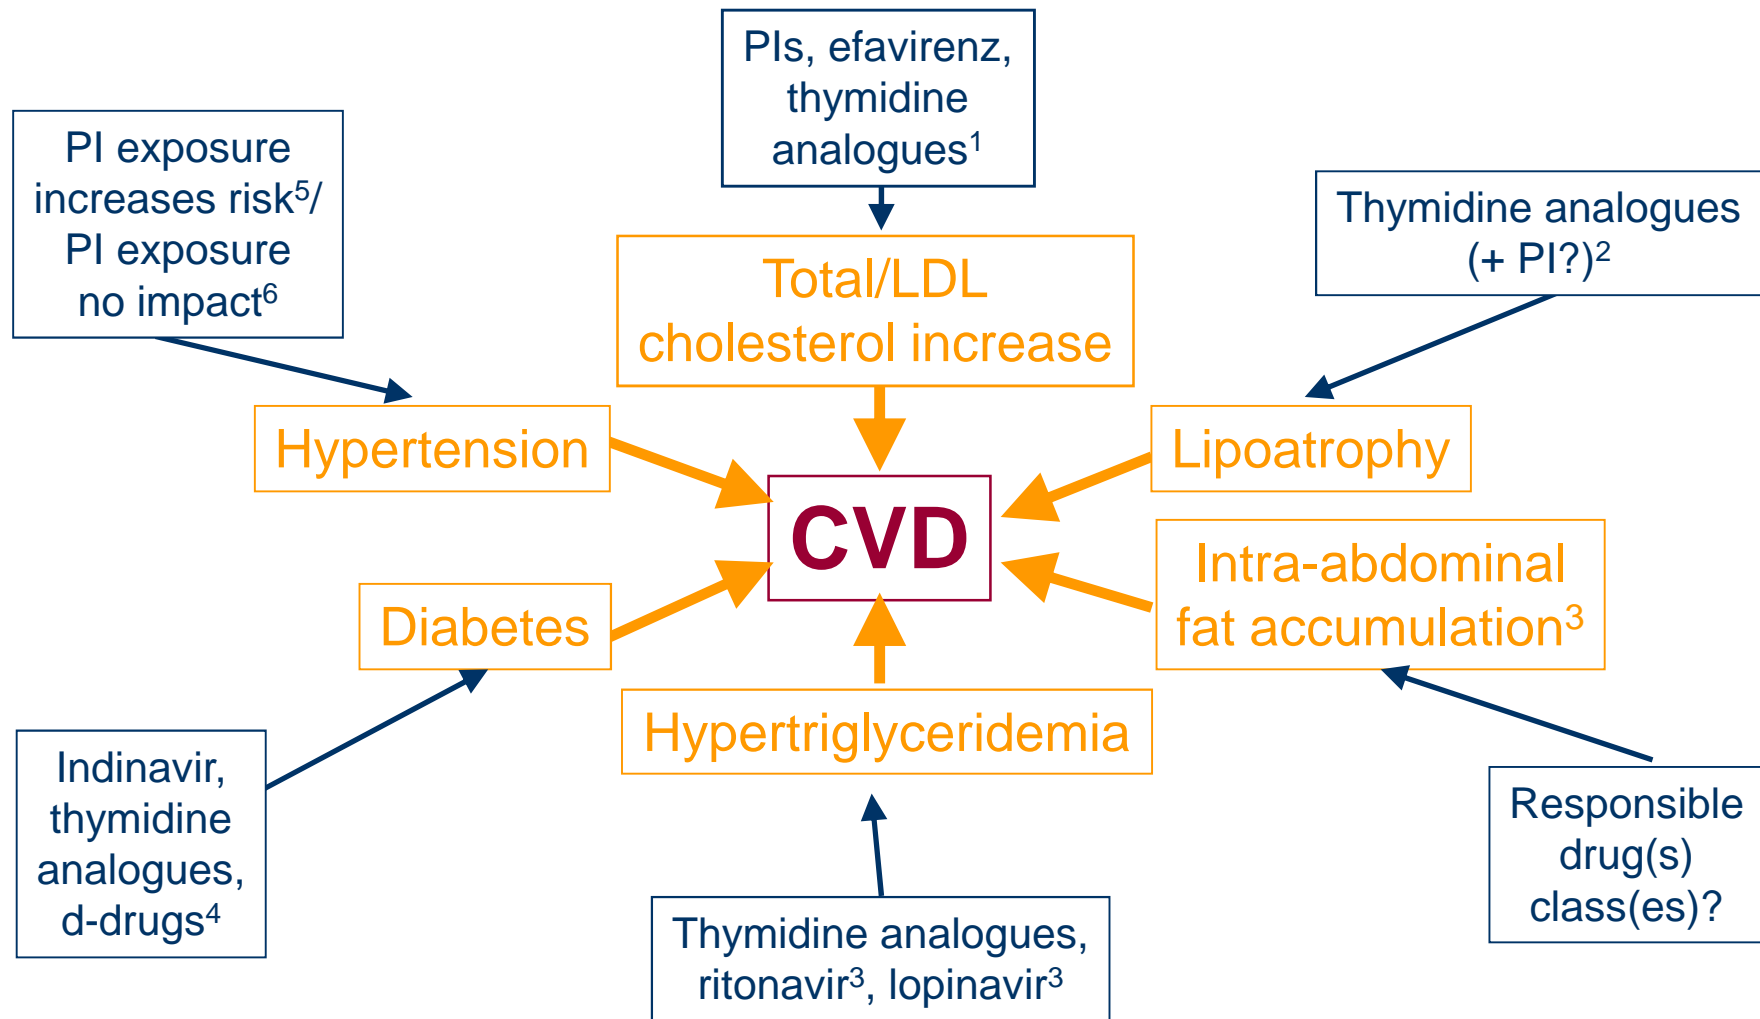 PIs, efavirenz,
thymidine
analogues¹
PI exposure
increases risk⁵/
PI exposure
no impact⁶
Thymidine analogues
(+ PI?)²
Total/LDL
cholesterol increase
Hypertension
Lipoatrophy
CVD
Intra-abdominal
fat accumulation³
Diabetes
Hypertriglyceridemia
Indinavir,
thymidine
analogues,
d-drugs⁴
Responsible
drug(s)
class(es)?
Thymidine analogues,
ritonavir³, lopinavir³